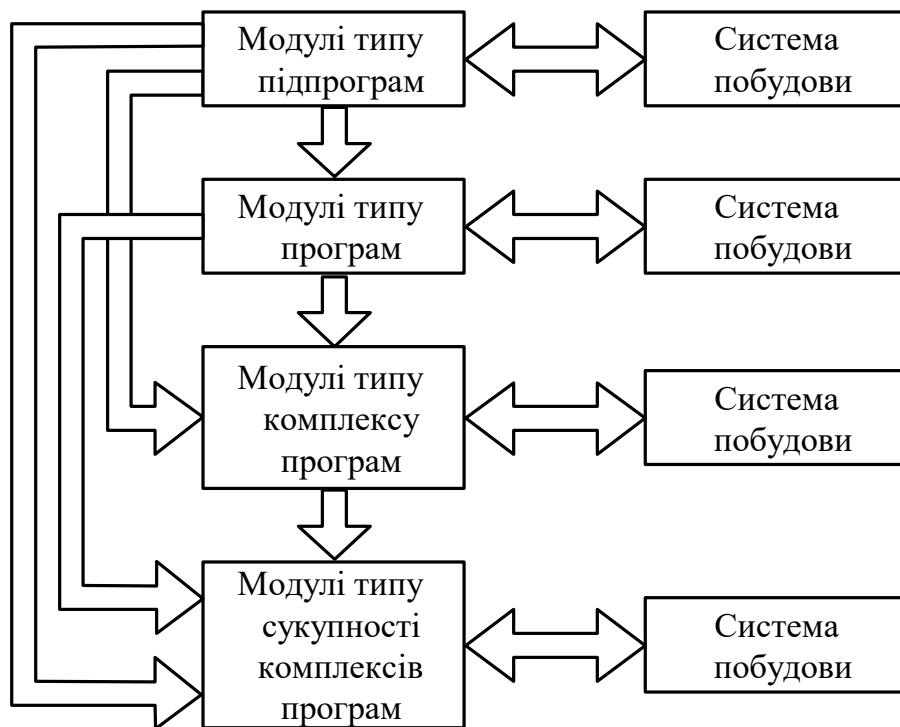 Модулі типу
підпрограм
Система
побудови
Модулі типу
програм
Система
побудови
Модулі типу
комплексу
програм
Система
побудови
Модулі типу
сукупності
комплексів
програм
Система
побудови